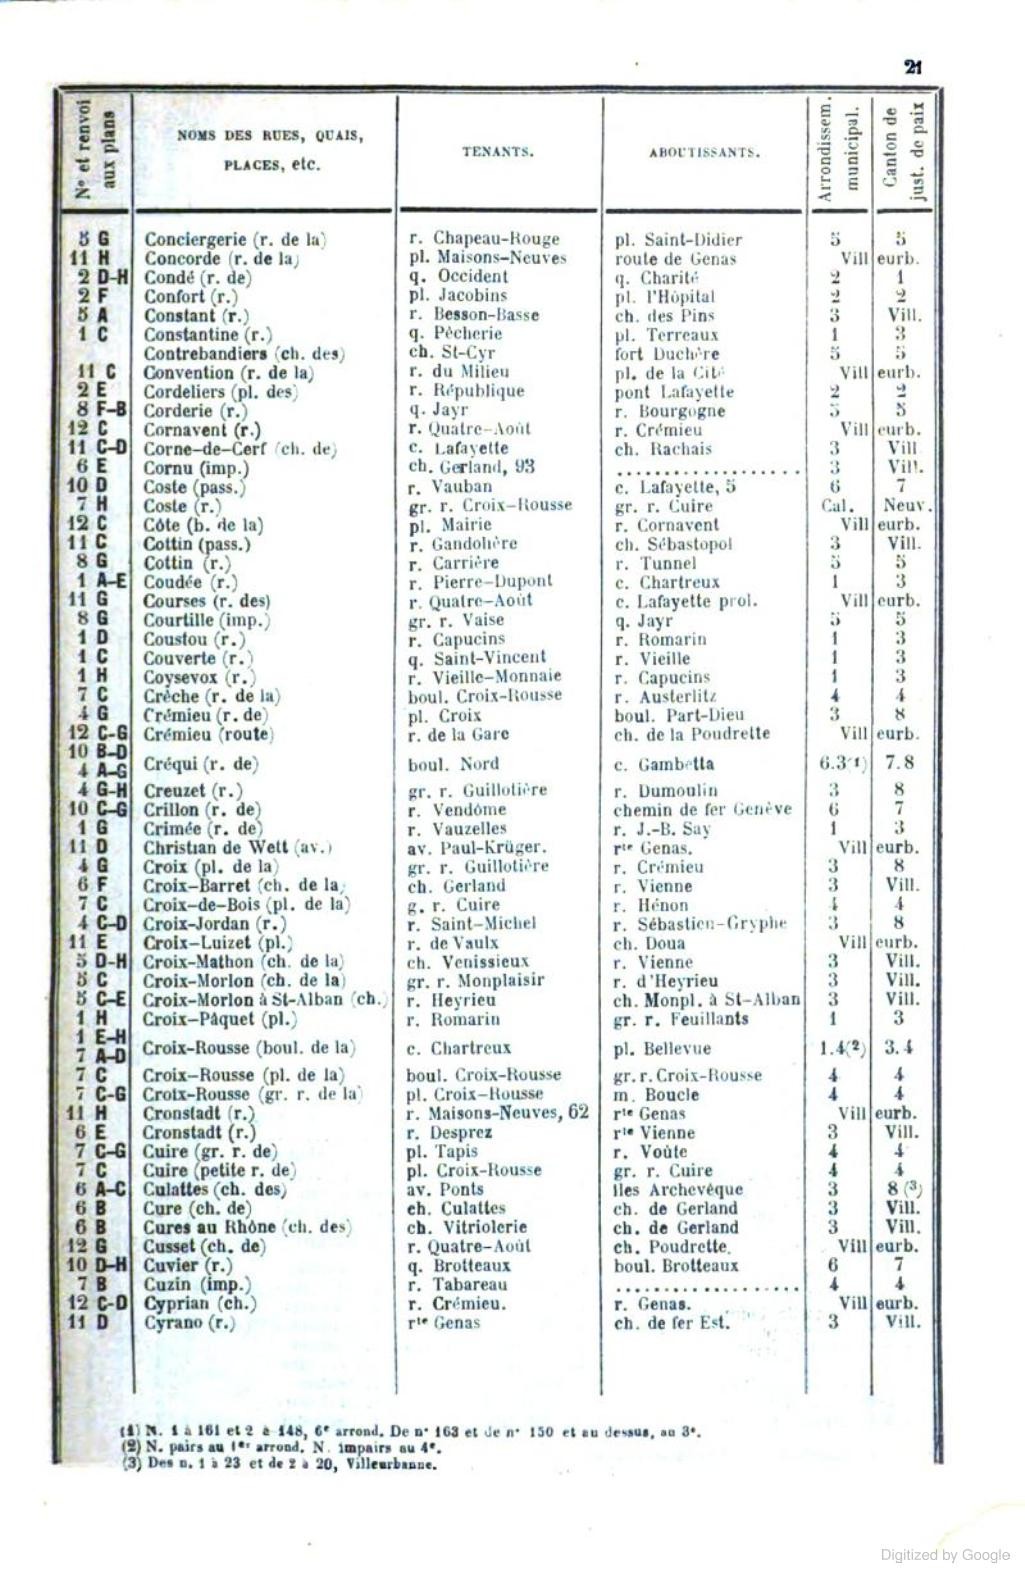 21
N° et renvoi aux plans | NOMS DES RUES, QUAIS, PLACES, etc. | TENANTS. | ABOUTISSANTS. | Arrondissem. municipal. | Canton de just. de paix
5 G Conciergerie (r. de la) r. Chapeau-Rouge pl. Saint-Didier 5 5
11 H Concorde (r. de la) pl. Maisons-Neuves route de Genas Villeurb.
2 D-H Condé (r. de) q. Occident q. Charité 2 1
2 F Confort (r.) pl. Jacobins pl. l'Hôpital 2 2
5 A Constant (r.) r. Besson-Basse ch. des Pins 3 Vill.
1 C Constantine (r.) q. Pêcherie pl. Terreaux 1 3
Contrebandiers (ch. des) ch. St-Cyr fort Duchère 5 5
11 C Convention (r. de la) r. du Milieu pl. de la Cité Villeurb.
2 E Cordeliers (pl. des) r. République pont Lafayette 2 2
8 F-B Corderie (r.) q. Jayr r. Bourgogne 5 5
12 C Cornavent (r.) r. Quatre-Août r. Crémieu Villeurb.
11 C-D Corne-de-Cerf (ch. de) c. Lafayette ch. Rachais 3 Vill
6 E Cornu (imp.) ch. Gerland, 93 .................. 3 Vill.
10 D Coste (pass.) r. Vauban c. Lafayette, 5 6 7
7 H Coste (r.) gr. r. Croix-Rousse gr. r. Cuire Cal. Neuv.
12 C Côte (b. de la) pl. Mairie r. Cornavent Villeurb.
11 C Cottin (pass.) r. Gandolière ch. Sébastopol 3 Vill.
8 G Cottin (r.) r. Carrière r. Tunnel 5 5
1 A-E Coudée (r.) r. Pierre-Dupont c. Chartreux 1 3
11 G Courses (r. des) r. Quatre-Août c. Lafayette prol. Villeurb.
8 G Courtille (imp.) gr. r. Vaise q. Jayr 5 5
1 D Coustou (r.) r. Capucins r. Romarin 1 3
1 C Couverte (r.) q. Saint-Vincent r. Vieille 1 3
1 H Coysevox (r.) r. Vieille-Monnaie r. Capucins 1 3
7 C Crèche (r. de la) boul. Croix-Rousse r. Austerlitz 4 4
4 G Crémieu (r. de) pl. Croix boul. Part-Dieu 3 8
12 C-G Crémieu (route) r. de la Gare ch. de la Poudrette Villeurb.
10 B-D
4 A-G Créqui (r. de) boul. Nord c. Gambetta 6.3(1) 7.8
4 G-H Creuzet (r.) gr. r. Guillotière r. Dumoulin 3 8
10 C-G Crillon (r. de) r. Vendôme chemin de fer Genève 6 7
1 G Crimée (r. de) r. Vauzelles r. J.-B. Say 1 3
11 D Christian de Wett (av.) av. Paul-Krüger. rte Genas. Villeurb.
4 G Croix (pl. de la) gr. r. Guillotière r. Crémieu 3 8
6 F Croix-Barret (ch. de la) ch. Gerland r. Vienne 3 Vill.
7 C Croix-de-Bois (pl. de la) g. r. Cuire r. Hénon 4 4
4 C-D Croix-Jordan (r.) r. Saint-Michel r. Sébastien-Gryphe 3 8
11 E Croix-Luizet (pl.) r. de Vaulx ch. Doua Villeurb.
5 D-H Croix-Mathon (ch. de la) ch. Venissieux r. Vienne 3 Vill.
5 C Croix-Morlon (ch. de la) gr. r. Monplaisir r. d'Heyrieu 3 Vill.
5 C-E Croix-Morlon à St-Alban (ch.) r. Heyrieu ch. Monpl. à St-Alban 3 Vill.
1 H Croix-Pâquet (pl.) r. Romarin gr. r. Feuillants 1 3
1 E-H
7 A-D Croix-Rousse (boul. de la) c. Chartreux pl. Bellevue 1.4(2) 3.4
7 C Croix-Rousse (pl. de la) boul. Croix-Rousse gr. r. Croix-Rousse 4 4
7 C-G Croix-Rousse (gr. r. de la) pl. Croix-Rousse m. Boucle 4 4
11 H Cronstadt (r.) r. Maisons-Neuves, 62 rte Genas Villeurb.
6 E Cronstadt (r.) r. Desprez rte Vienne 3 Vill.
7 C-G Cuire (gr. r. de) pl. Tapis r. Voûte 4 4
7 C Cuire (petite r. de) pl. Croix-Rousse gr. r. Cuire 4 4
6 A-C Culattes (ch. des) av. Ponts Iles Archevêque 3 8 (3)
6 B Cure (ch. de) ch. Culattes ch. de Gerland 3 Vill.
6 B Cures au Rhône (ch. des) ch. Vitriolerie ch. de Gerland 3 Vill.
12 G Cusset (ch. de) r. Quatre-Août ch. Poudrette. Villeurb.
10 D-H Cuvier (r.) q. Brotteaux boul. Brotteaux 6 7
7 B Cuzin (imp.) r. Tabareau .................. 4 4
12 C-D Cyprian (ch.) r. Crémieu. r. Genas. Villeurb.
11 D Cyrano (r.) rte Genas ch. de fer Est. 3 Vill.
(1) N. 1 à 161 et 2 à 148, 6e arrond. De n° 163 et de n° 150 et au dessus, au 3e.
(2) N. pairs au 1er arrond. N. impairs au 4e.
(3) Des n. 1 à 23 et de 2 à 20, Villeurbanne.
Digitized by Google